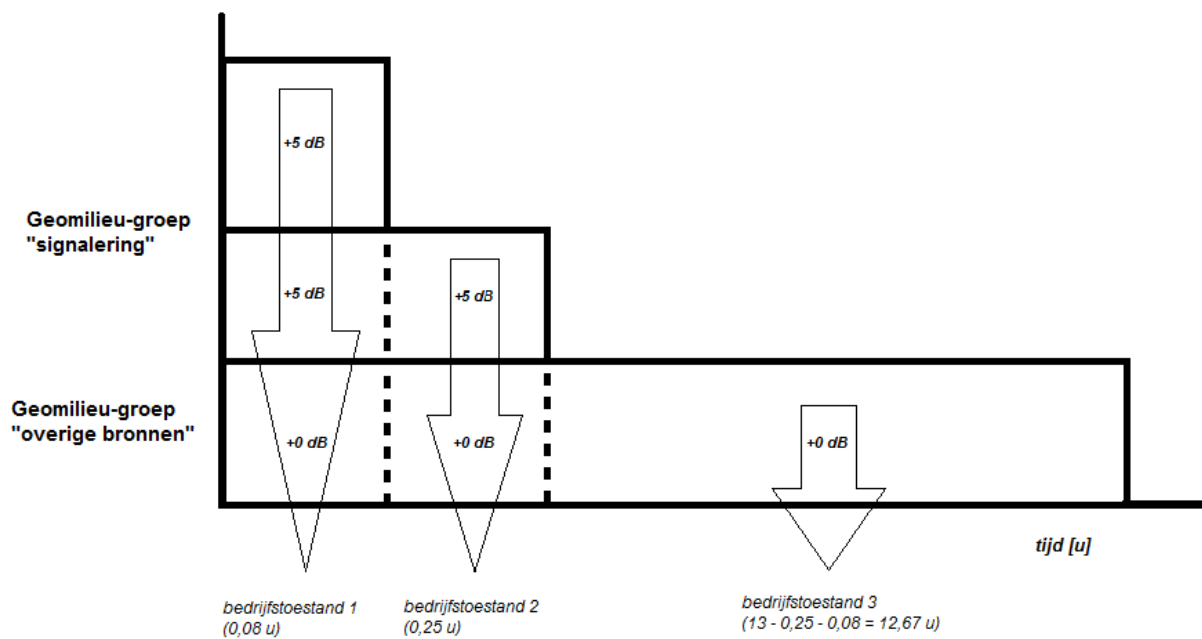 +5 dB
Geomilieu-groep
"signalering"
+5 dB
+5 dB
Geomilieu-groep
"overige bronnen"
+0 dB
+0 dB
+0 dB
tijd [u]
bedrijfstoestand 1
(0,08 u)
bedrijfstoestand 2
(0,25 u)
bedrijfstoestand 3
(13 - 0,25 - 0,08 = 12,67 u)